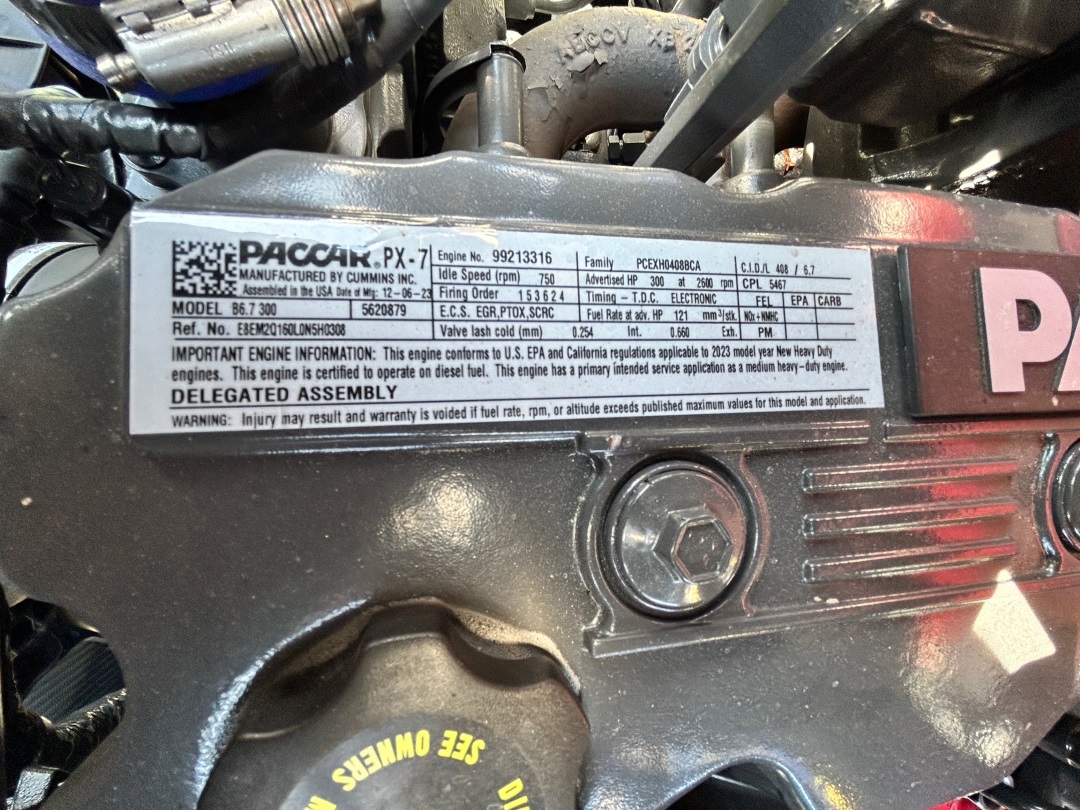 PACCAR PX-7
MANUFACTURED BY CUMMINS INC.
Assembled in the USA Date of Mfg: 12-06-23
MODEL B6.7 300 5620879
Ref. No. E8EM2Q160L0N5H0308
Engine No. 99213316
Idle Speed (rpm) 750
Firing Order 1 5 3 6 2 4
E.C.S. EGR,PTOX,SCRC
Valve lash cold (mm) 0.254 Int. 0.660 Exh.
Family PCEXH0408BCA
Advertised HP 300 at 2600 rpm
Timing - T.D.C. ELECTRONIC
Fuel Rate at adv. HP 121 mm³/stk.
C.I.D./L 408 / 6.7
CPL 5467
FEL EPA CARB
NOx+NMHC
PM
IMPORTANT ENGINE INFORMATION: This engine conforms to U.S. EPA and California regulations applicable to 2023 model year New Heavy Duty
engines. This engine is certified to operate on diesel fuel. This engine has a primary intended service application as a medium heavy-duty engine.
DELEGATED ASSEMBLY
WARNING: Injury may result and warranty is voided if fuel rate, rpm, or altitude exceeds published maximum values for this model and application.
PA
SEE OWNERS M